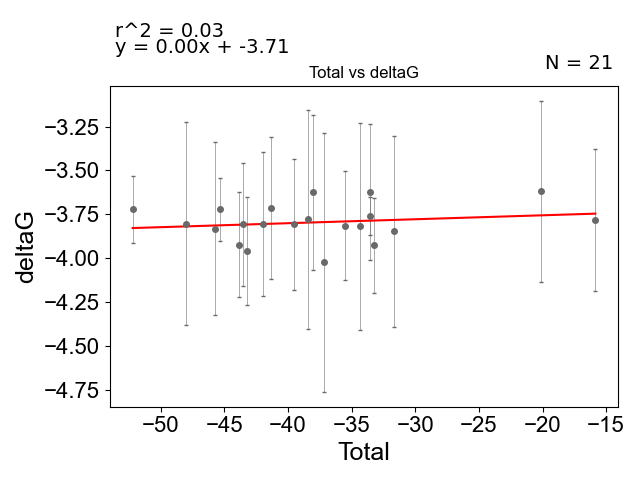 r^2 = 0.03
y = 0.00x + -3.71
N = 21
Total vs deltaG
deltaG
−3.25
−3.50
−3.75
−4.00
−4.25
−4.50
−4.75
−50
−45
−40
−35
−30
−25
−20
−15
Total